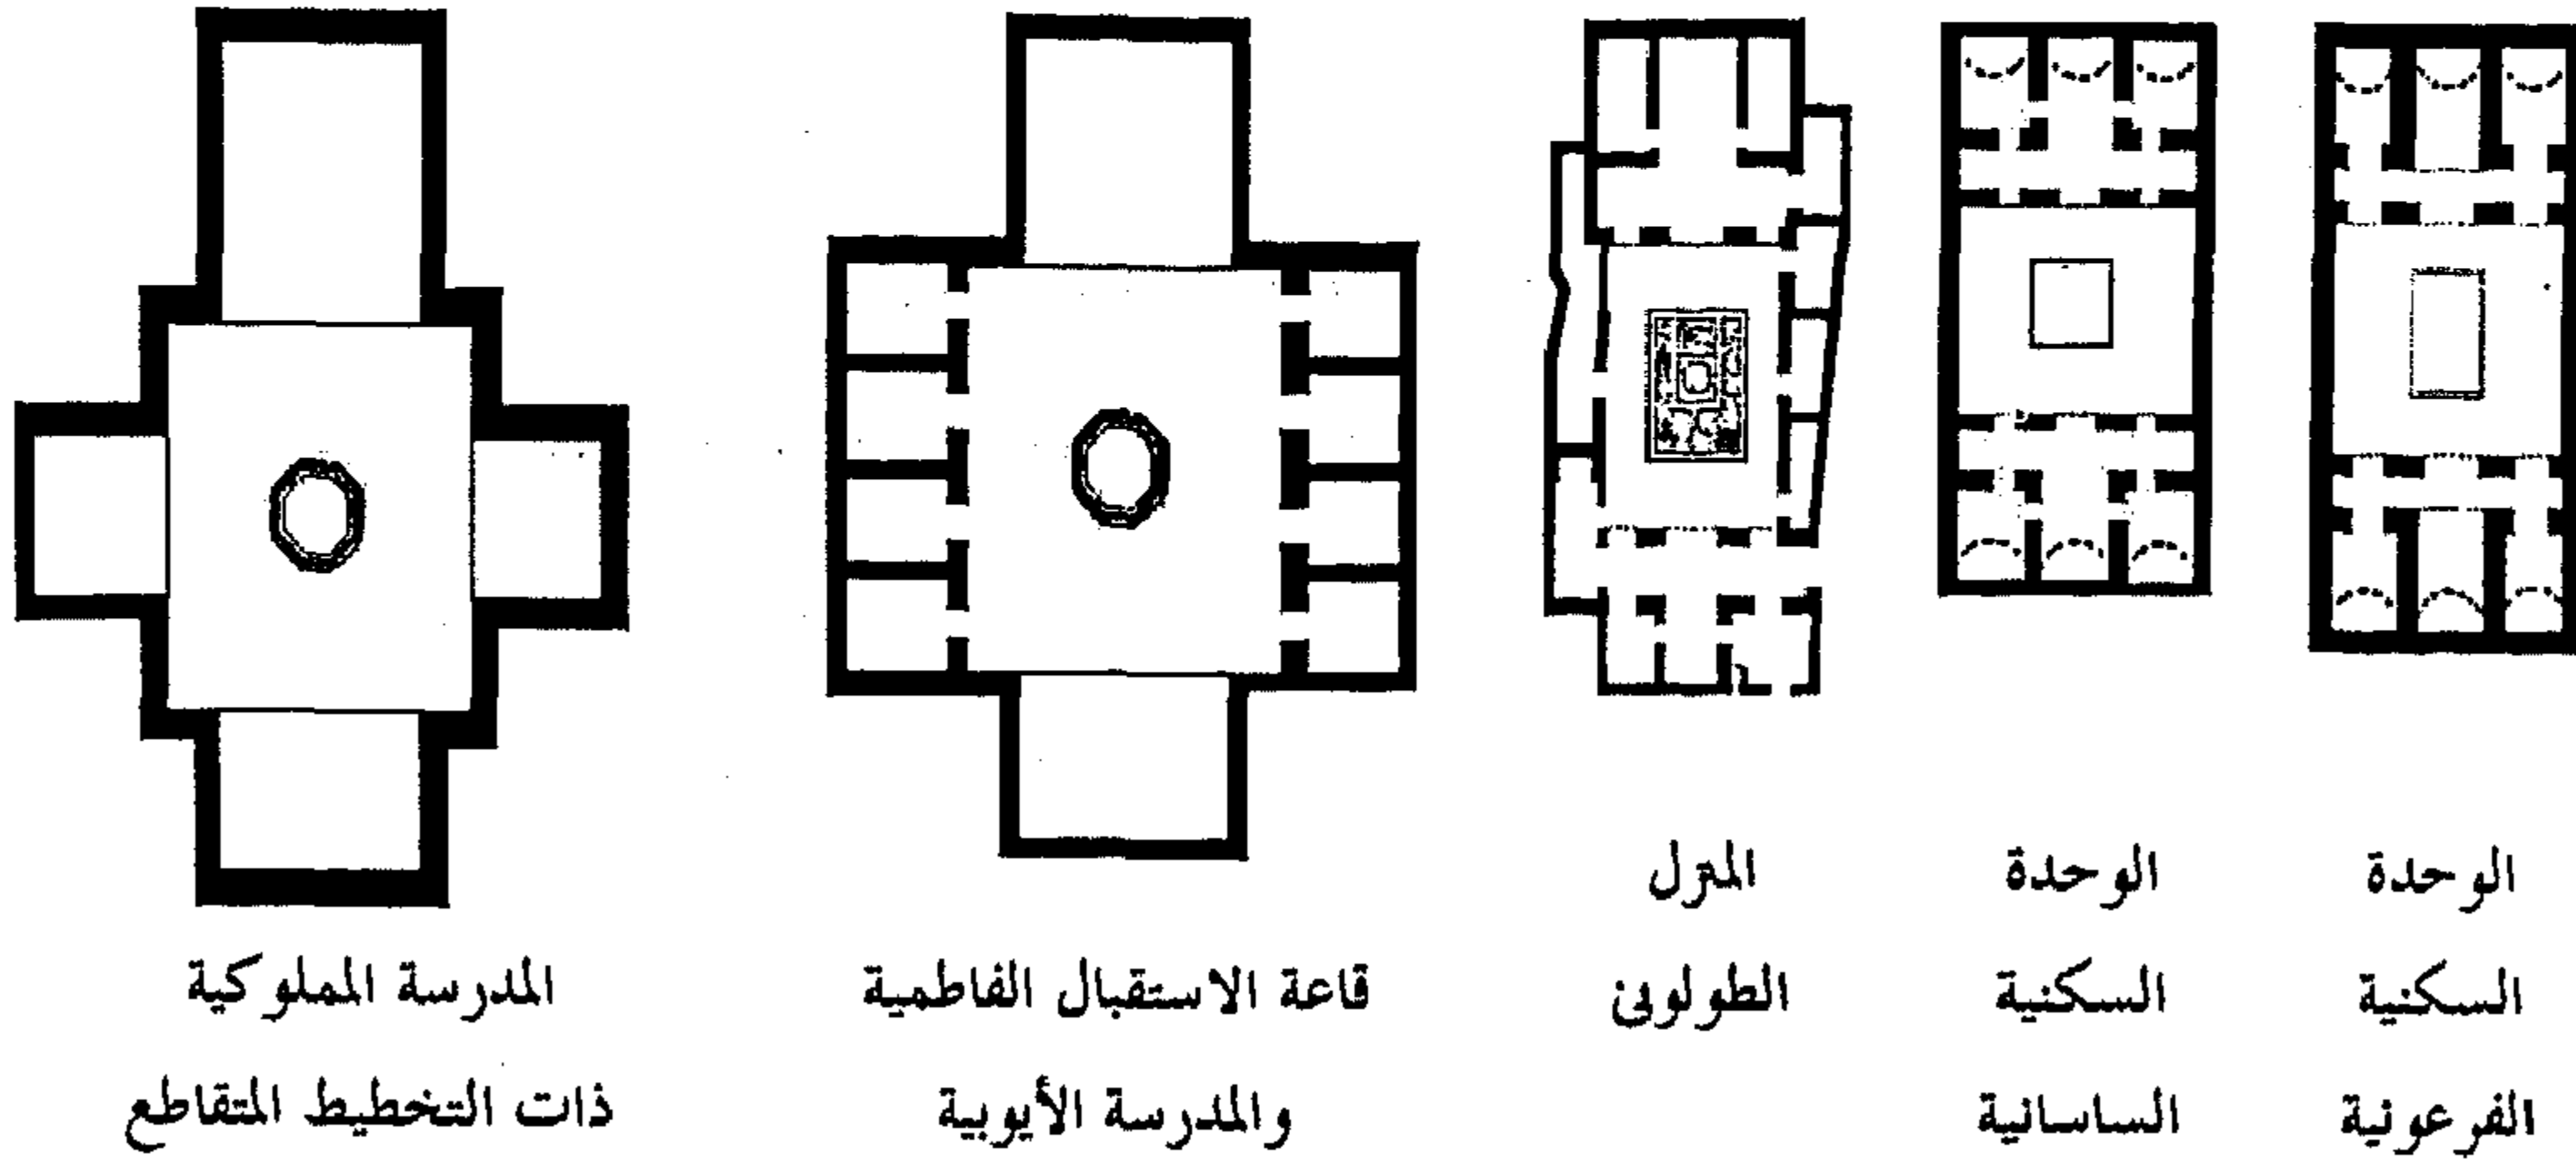 الوحدة
السكنية
الفرعونية
الوحدة
السكنية
الساسانية
المنزل
الطولونى
قاعة الاستقبال الفاطمية
والمدرسة الأيوبية
المدرسة المملوكية
ذات التخطيط المتقاطع